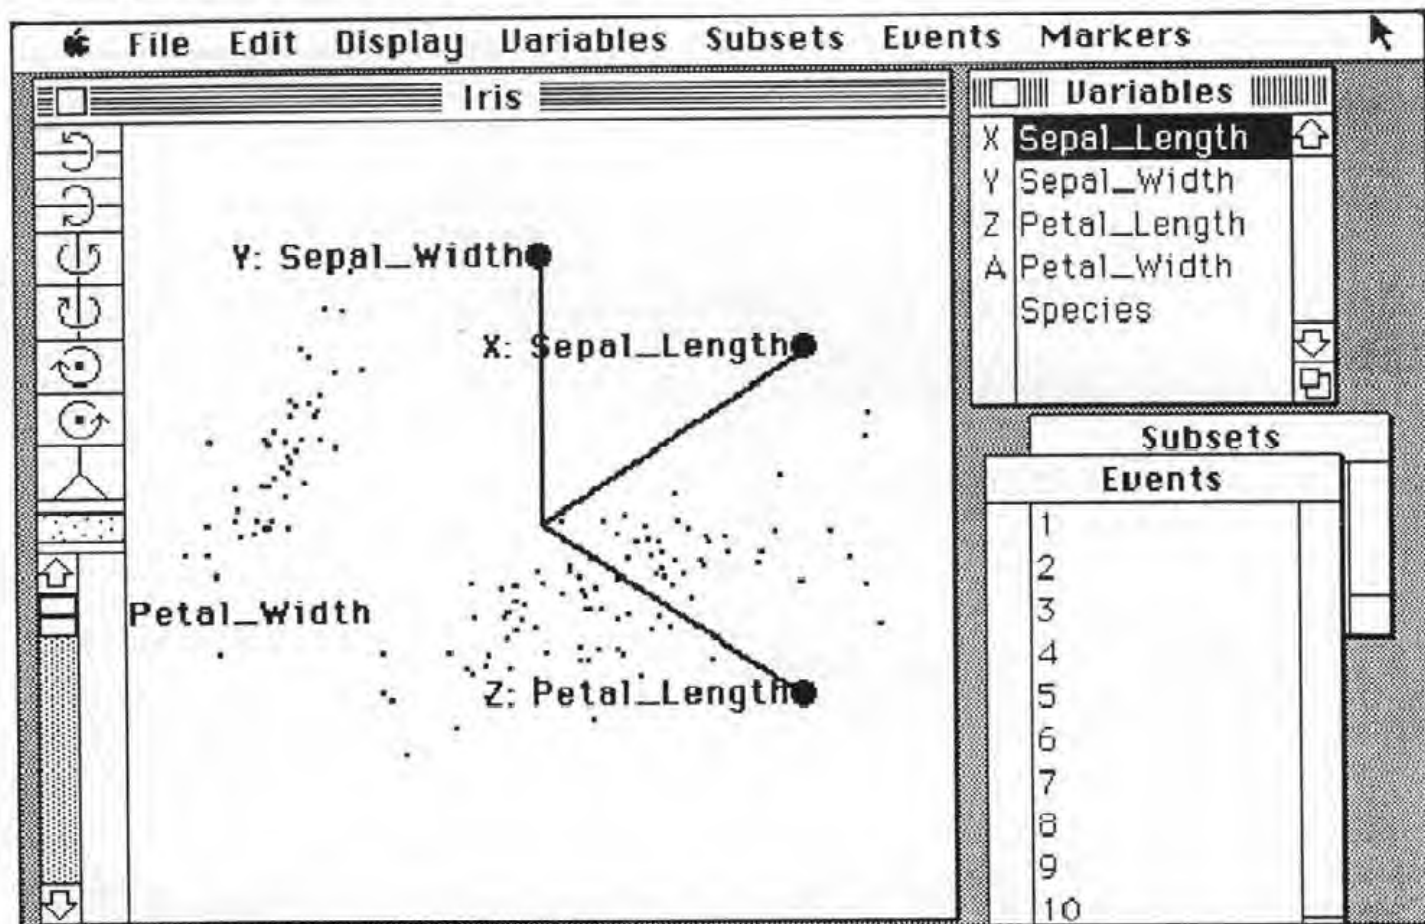 File Edit Display Variables Subsets Events Markers
Iris
Y: Sepal_Width
X: Sepal_Length
Petal_Width
Z: Petal_Length
Variables
X Sepal_Length
Y Sepal_Width
Z Petal_Length
A Petal_Width
Species
Subsets
Events
1
2
3
4
5
6
7
8
9
10